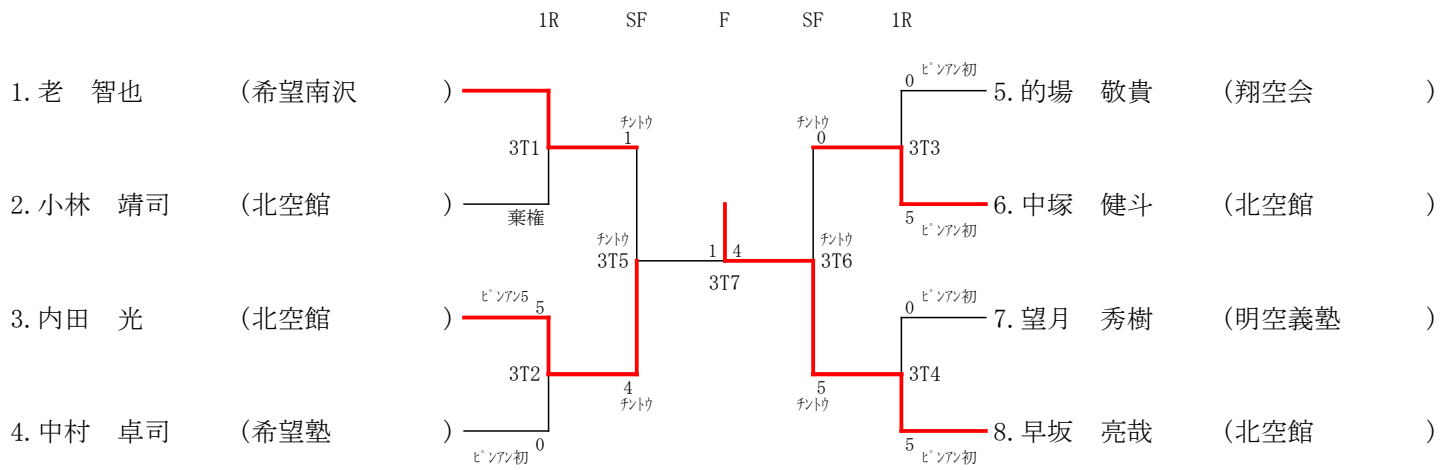 1R SF F SF 1R
ﾋﾟﾝｱﾝ初
0
1.老　智也　(希望南沢　)
5.的場　敬貴　(翔空会　)
ﾁﾝﾄｳ ﾁﾝﾄｳ
1 0
3T1 3T3
2.小林　靖司　(北空館　)
6.中塚　健斗　(北空館　)
棄権 5 ﾋﾟﾝｱﾝ初
ﾁﾝﾄｳ ﾁﾝﾄｳ
3T5 1 4 3T6
3T7
ﾋﾟﾝｱﾝ5 ﾋﾟﾝｱﾝ初
5 0
3.内田　光　(北空館　)
7.望月　秀樹　(明空義塾　)
3T2 3T4
4 5
ﾁﾝﾄｳ ﾁﾝﾄｳ
4.中村　卓司　(希望塾　)
8.早坂　亮哉　(北空館　)
ﾋﾟﾝｱﾝ初 0 5 ﾋﾟﾝｱﾝ初